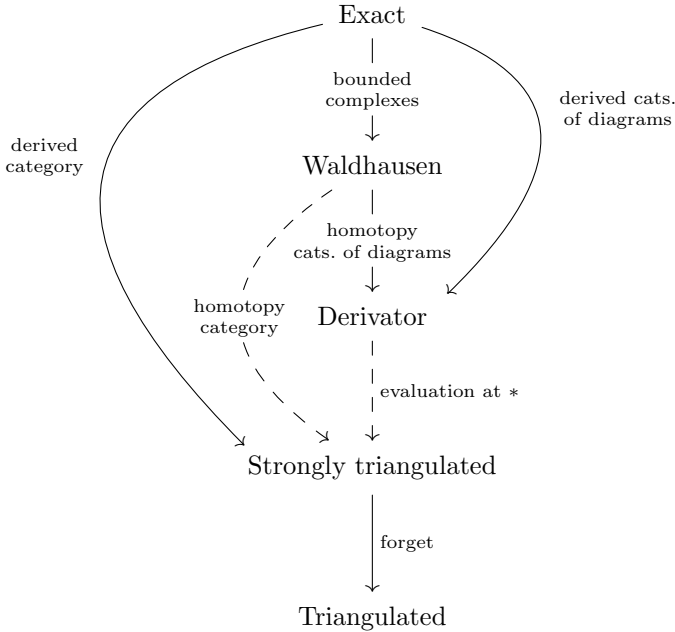 Exact
bounded
complexes
derived cats.
of diagrams
derived
category
Waldhausen
homotopy
cats. of diagrams
homotopy
category
Derivator
evaluation at ∗
Strongly triangulated
forget
Triangulated